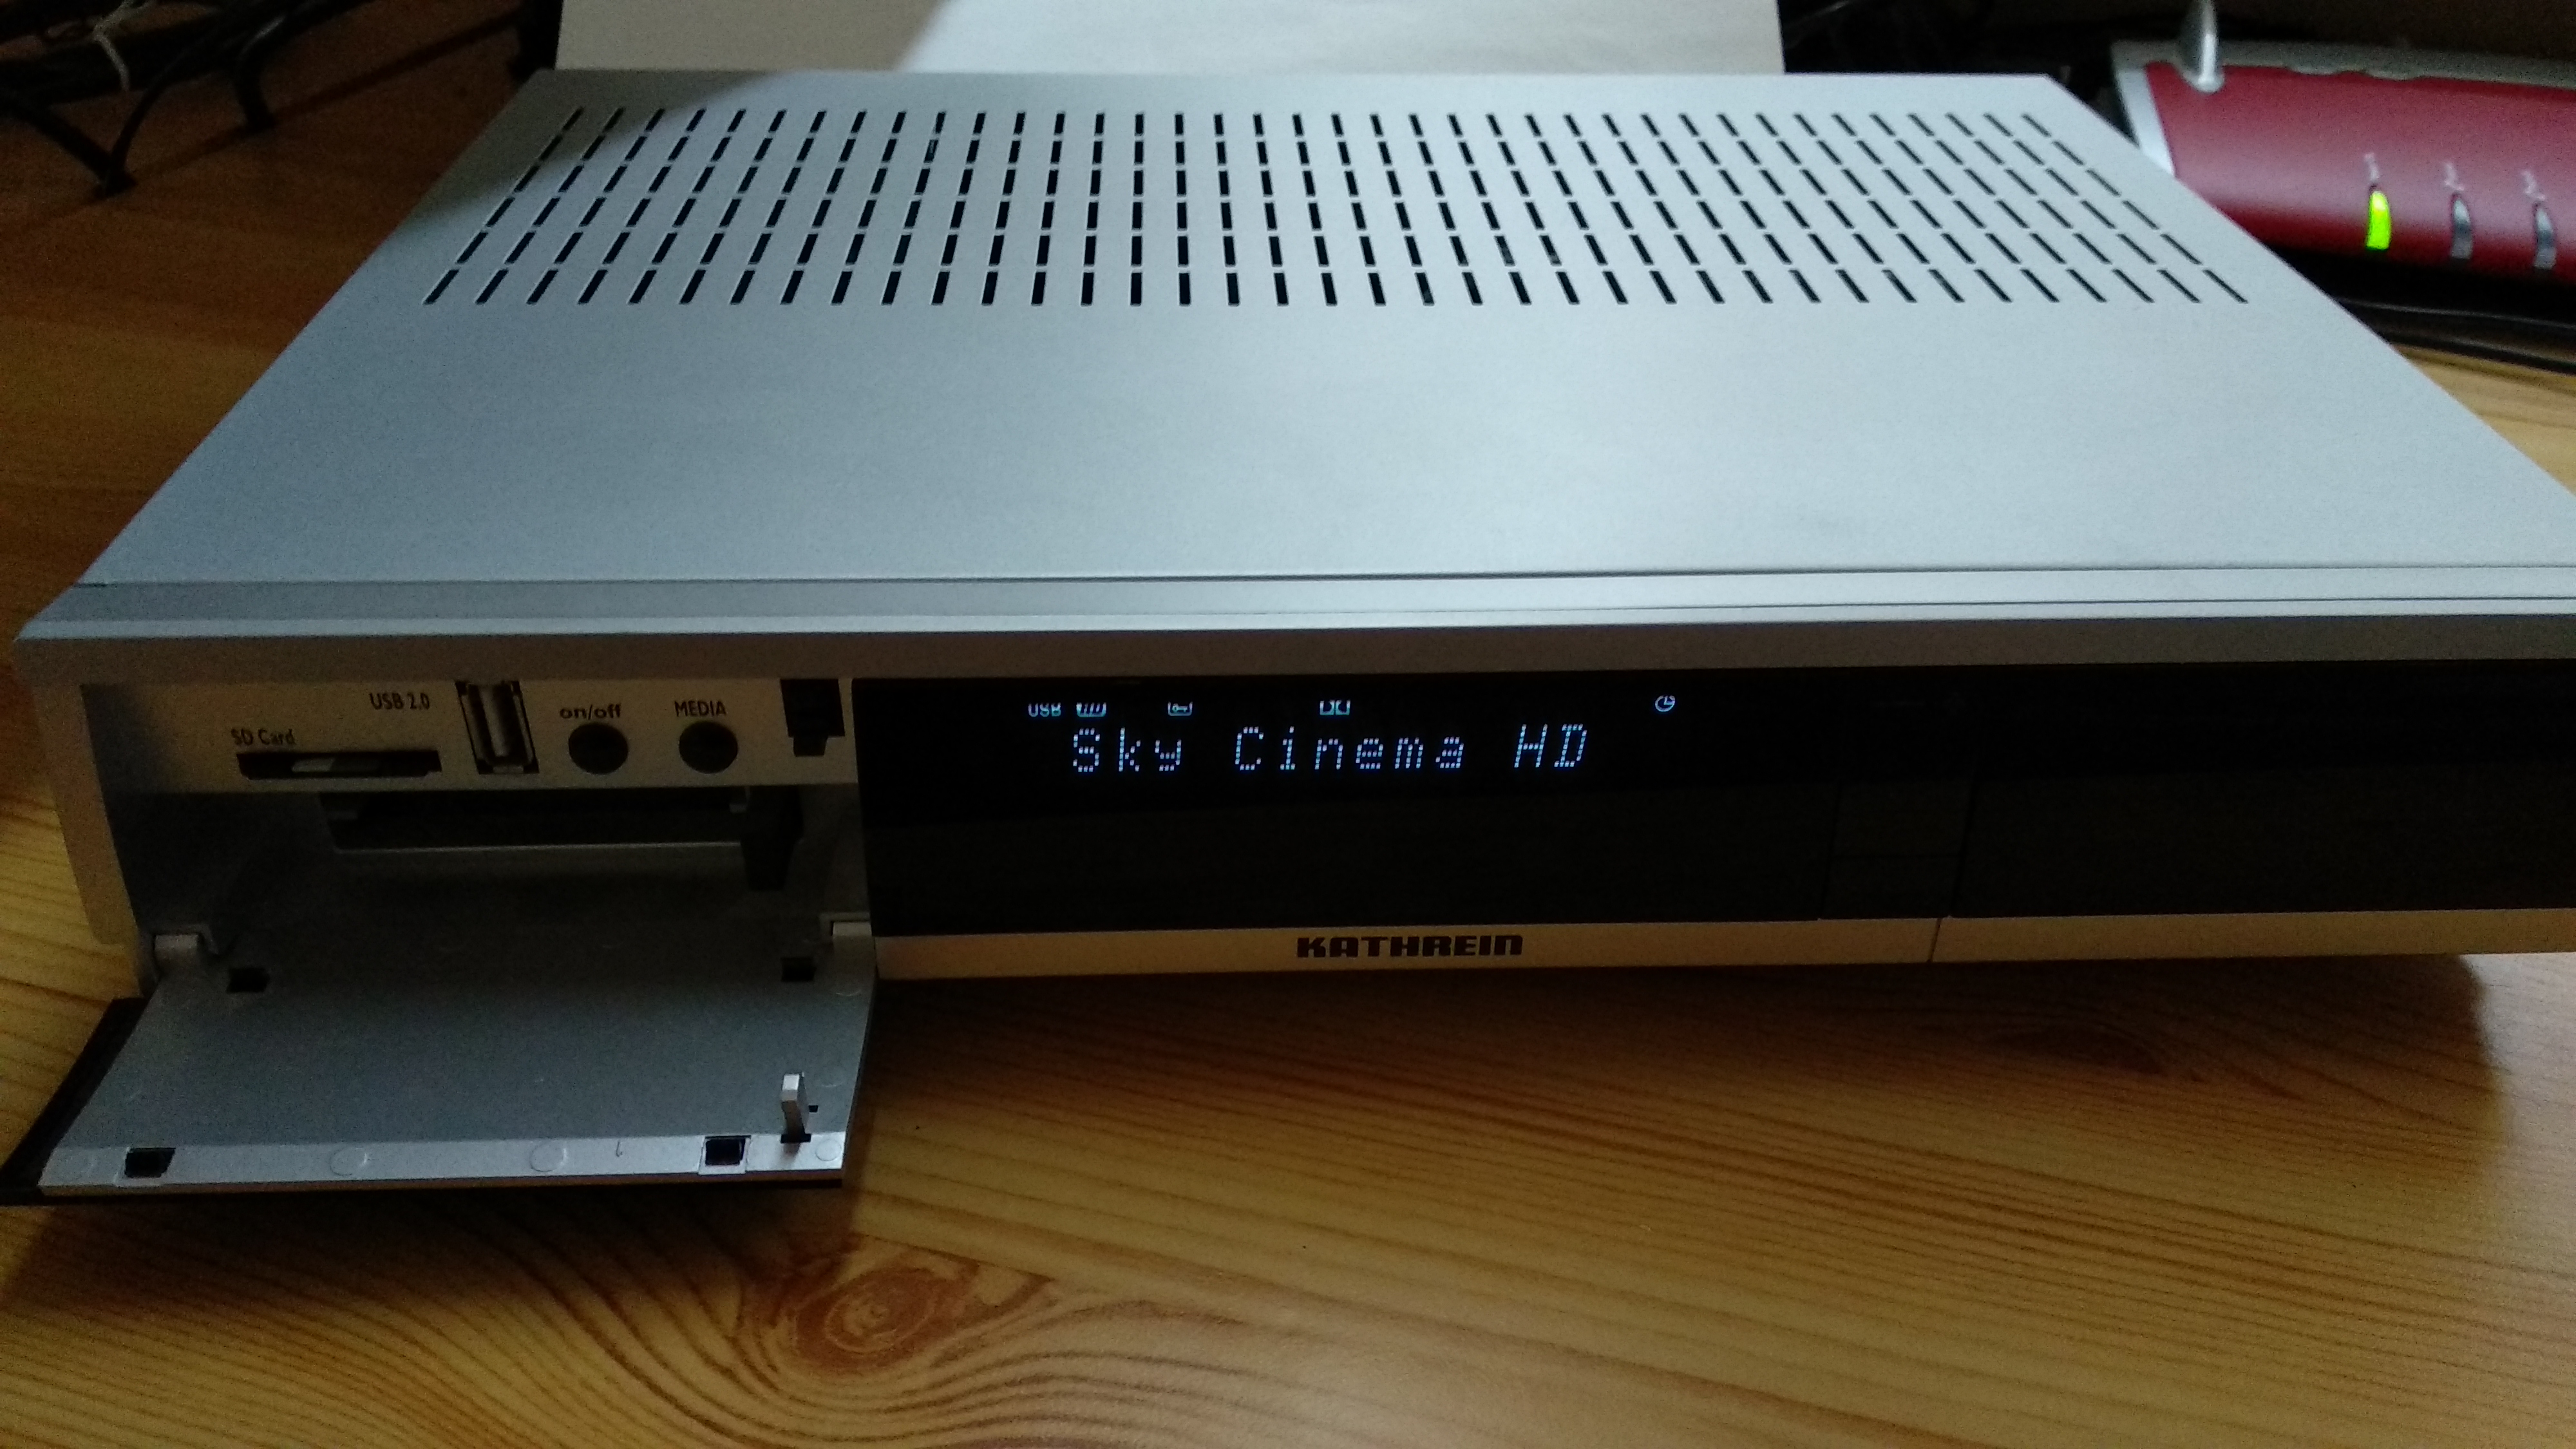 USB 2.0
SD Card
on/off
MEDIA
USB
Sky Cinema HD
KATHREIN